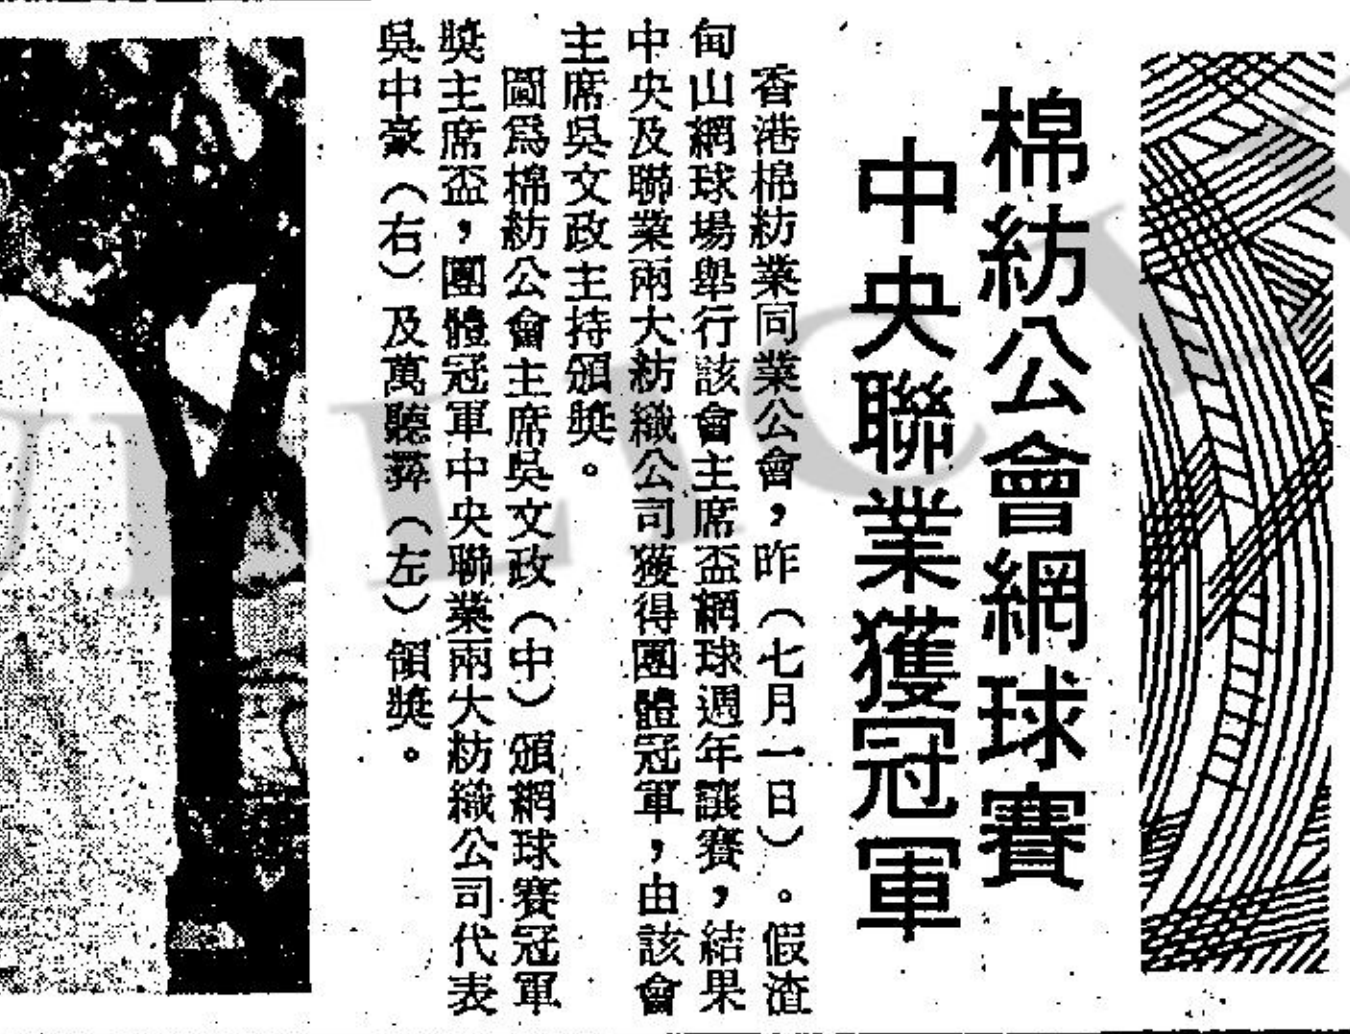 棉紡公會網球賽
中央聯業獲冠軍
香港棉紡業同業公會，昨（七月一日）。假渣
甸山網球場舉行該會主席盃網球週年讓賽，結果
中央及聯業兩大紡織公司獲得團體冠軍，由該會
主席吳文政主持頒奬。
圖爲棉紡公會主席吳文政（中）頒網球賽冠軍
奬主席盃，團體冠軍中央聯業兩大紡織公司代表
吳中豪（右）及萬聽彝（左）領奬。